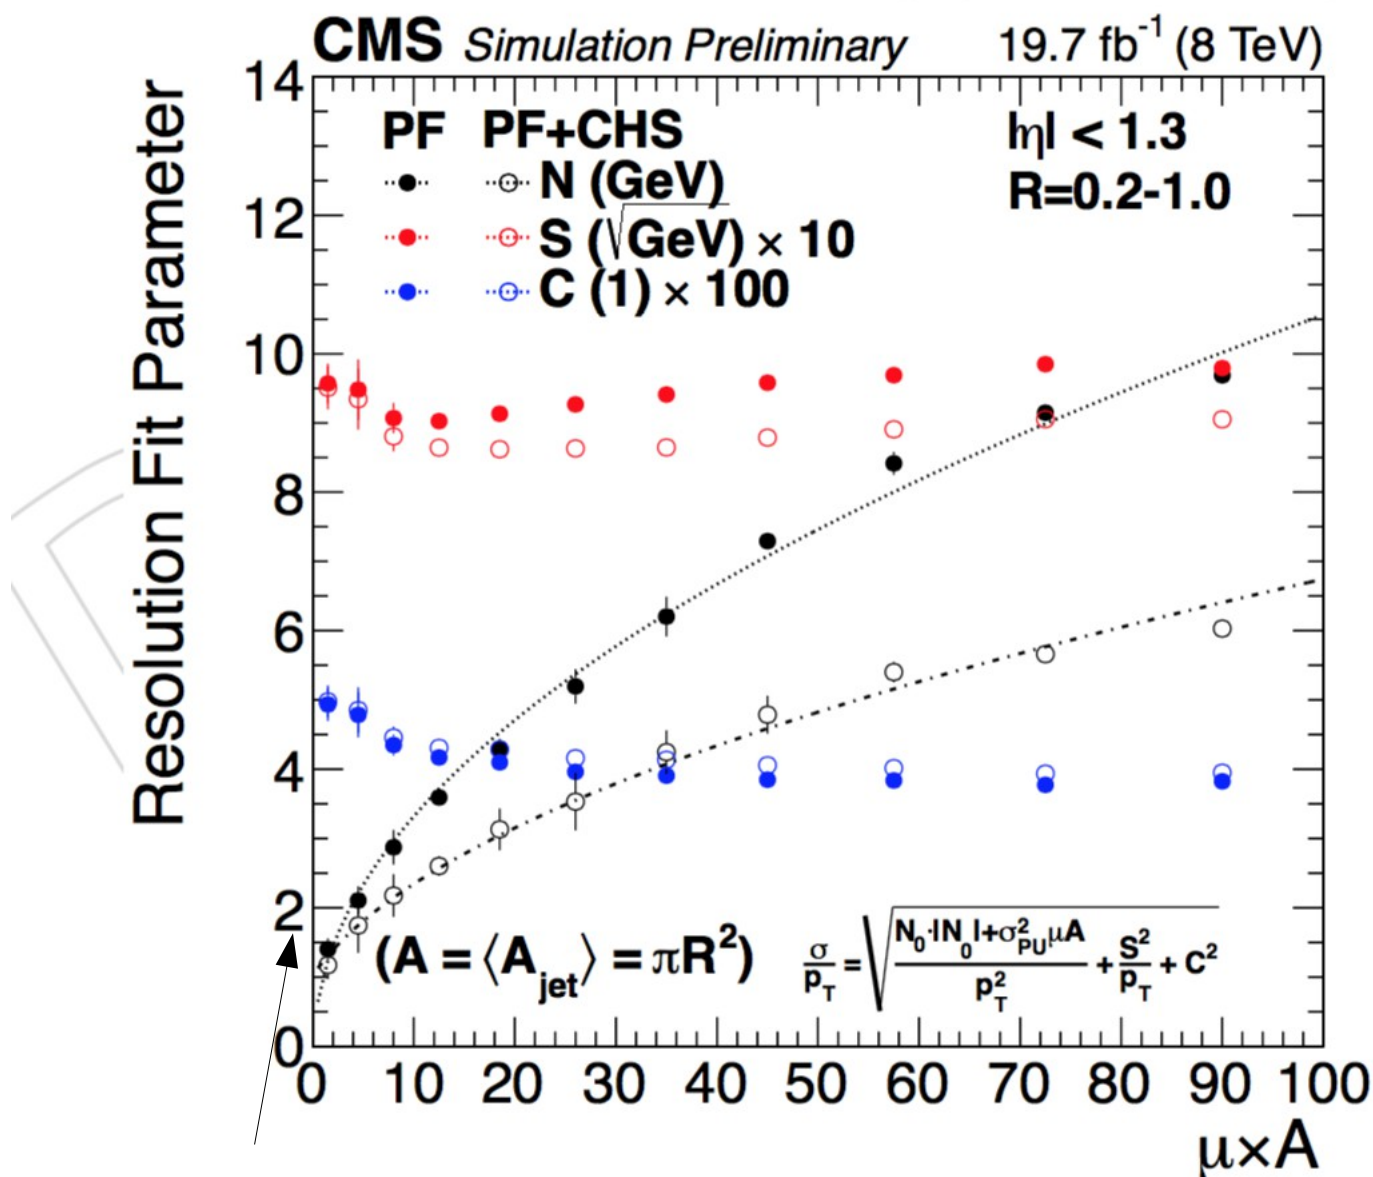 CMS Simulation Preliminary 19.7 fb⁻¹ (8 TeV)
Resolution Fit Parameter
14
12
10
8
6
4
2
0
PF PF+CHS
N (GeV)
S (√GeV) × 10
C (1) × 100
|η| < 1.3
R=0.2-1.0
(A = ⟨A_jet⟩ = πR²)
σ/p_T = √((N₀·|N₀|+σ²_PU μA)/p_T² + S²/p_T + C²)
0 10 20 30 40 50 60 70 80 90 100
μ×A